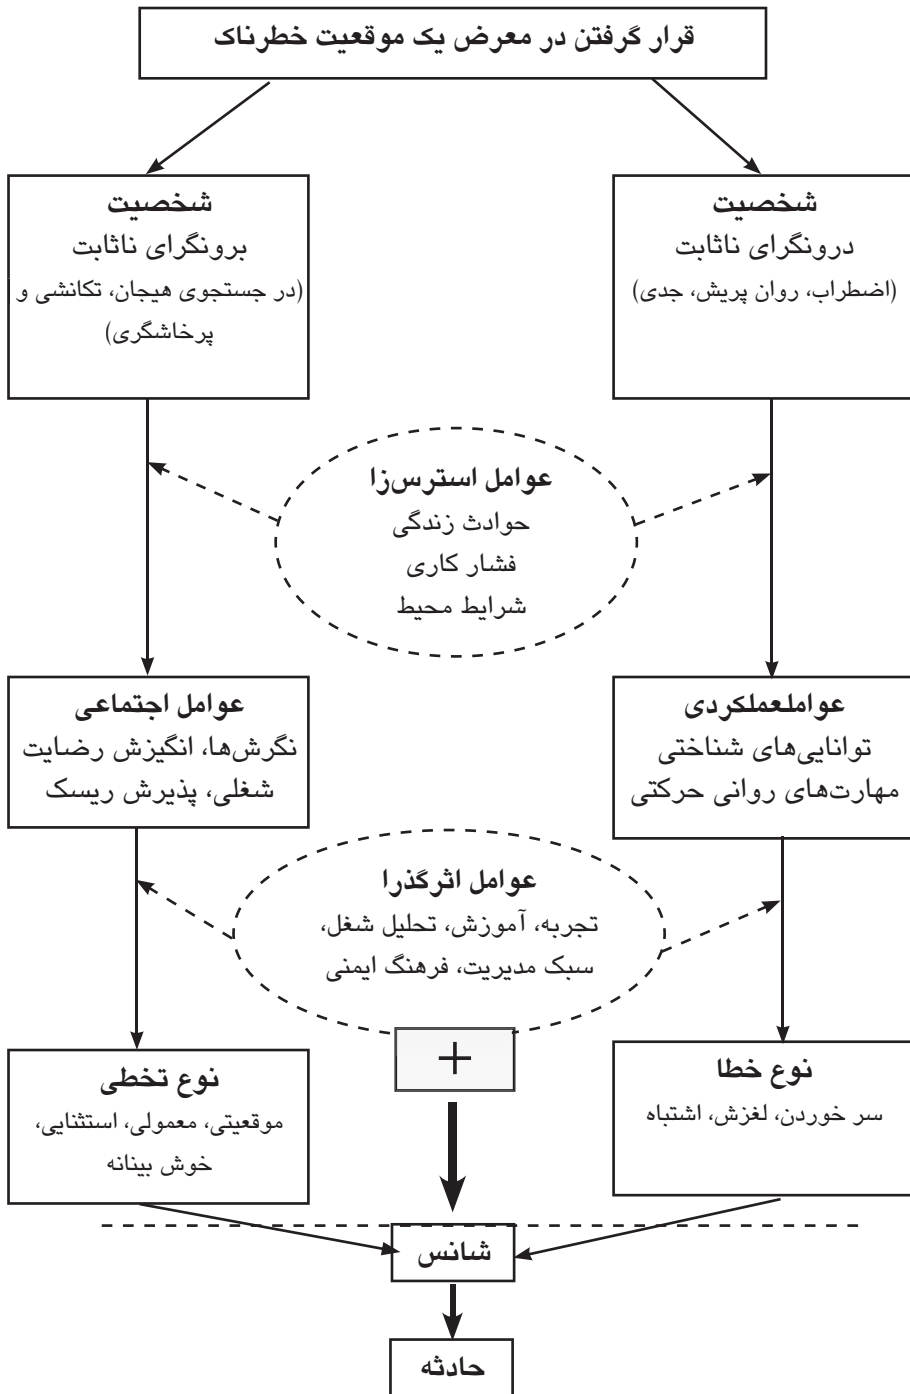 قرار گرفتن در معرض یک موقعیت خطرناک
شخصیت
درونگرای ناثابت
(اضطراب، روان پریش، جدی)
شخصیت
برونگرای ناثابت
(در جستجوی هیجان، تکانشی و
پرخاشگری)
عوامل استرس‌زا
حوادث زندگی
فشار کاری
شرایط محیط
عواملعملکردی
توانایی‌های شناختی
مهارت‌های روانی حرکتی
عوامل اجتماعی
نگرش‌ها، انگیزش رضایت
شغلی، پذیرش ریسک
عوامل اثرگذرا
تجربه، آموزش، تحلیل شغل،
سبک مدیریت، فرهنگ ایمنی
+
نوع خطا
سر خوردن، لغزش، اشتباه
نوع تخطی
موقعیتی، معمولی، استثنایی،
خوش بینانه
شانس
حادثه